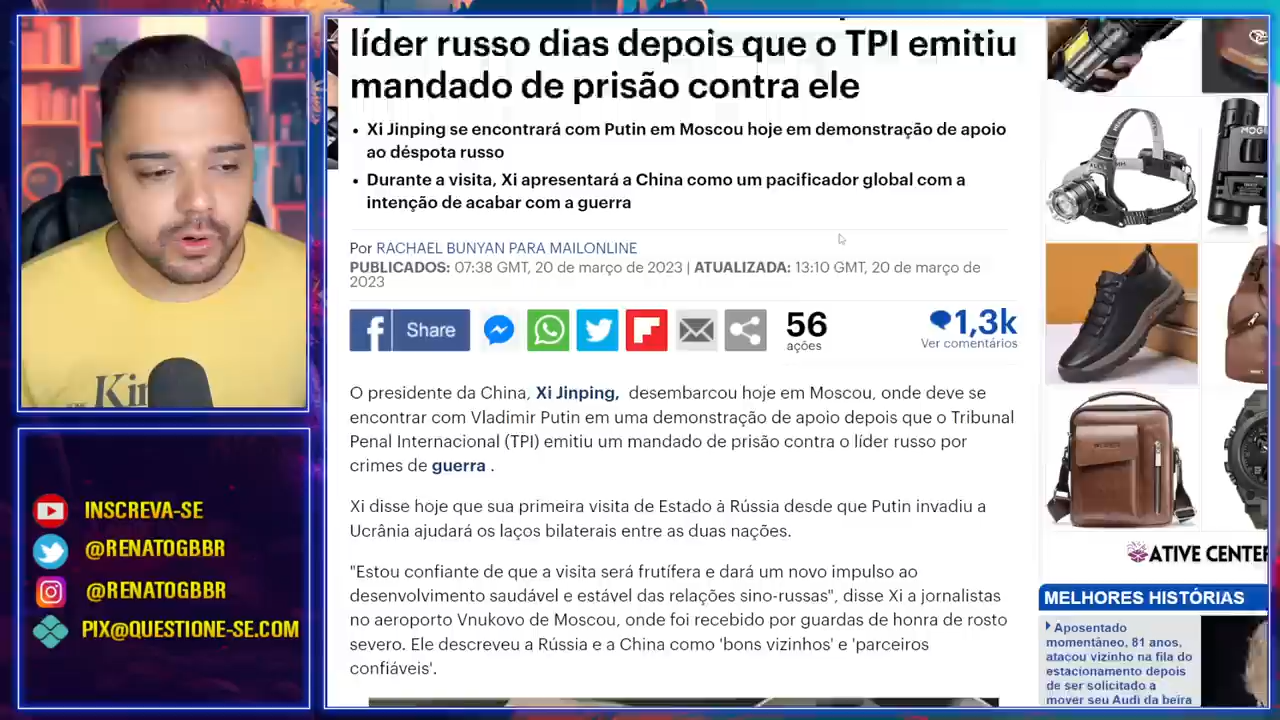 líder russo dias depois que o TPI emitiu
mandado de prisão contra ele
• Xi Jinping se encontrará com Putin em Moscou hoje em demonstração de apoio
ao déspota russo
• Durante a visita, Xi apresentará a China como um pacificador global com a
intenção de acabar com a guerra
Por RACHAEL BUNYAN PARA MAILONLINE
PUBLICADOS: 07:38 GMT, 20 de março de 2023 | ATUALIZADA: 13:10 GMT, 20 de março de
2023
Share
56
ações
1,3k
Ver comentários
O presidente da China, Xi Jinping, desembarcou hoje em Moscou, onde deve se
encontrar com Vladimir Putin em uma demonstração de apoio depois que o Tribunal
Penal Internacional (TPI) emitiu um mandado de prisão contra o líder russo por
crimes de guerra .
Xi disse hoje que sua primeira visita de Estado à Rússia desde que Putin invadiu a
Ucrânia ajudará os laços bilaterais entre as duas nações.
"Estou confiante de que a visita será frutífera e dará um novo impulso ao
desenvolvimento saudável e estável das relações sino-russas", disse Xi a jornalistas
no aeroporto Vnukovo de Moscou, onde foi recebido por guardas de honra de rosto
severo. Ele descreveu a Rússia e a China como 'bons vizinhos' e 'parceiros
confiáveis'.
ATIVE CENTER
MELHORES HISTÓRIAS
Aposentado
momentâneo, 81 anos,
atacou vizinho na fila do
estacionamento depois
de ser solicitado a
mover seu Audi da beira
Kin
INSCREVA-SE
@RENATOGBBR
@RENATOGBBR
PIX@QUESTIONE-SE.COM